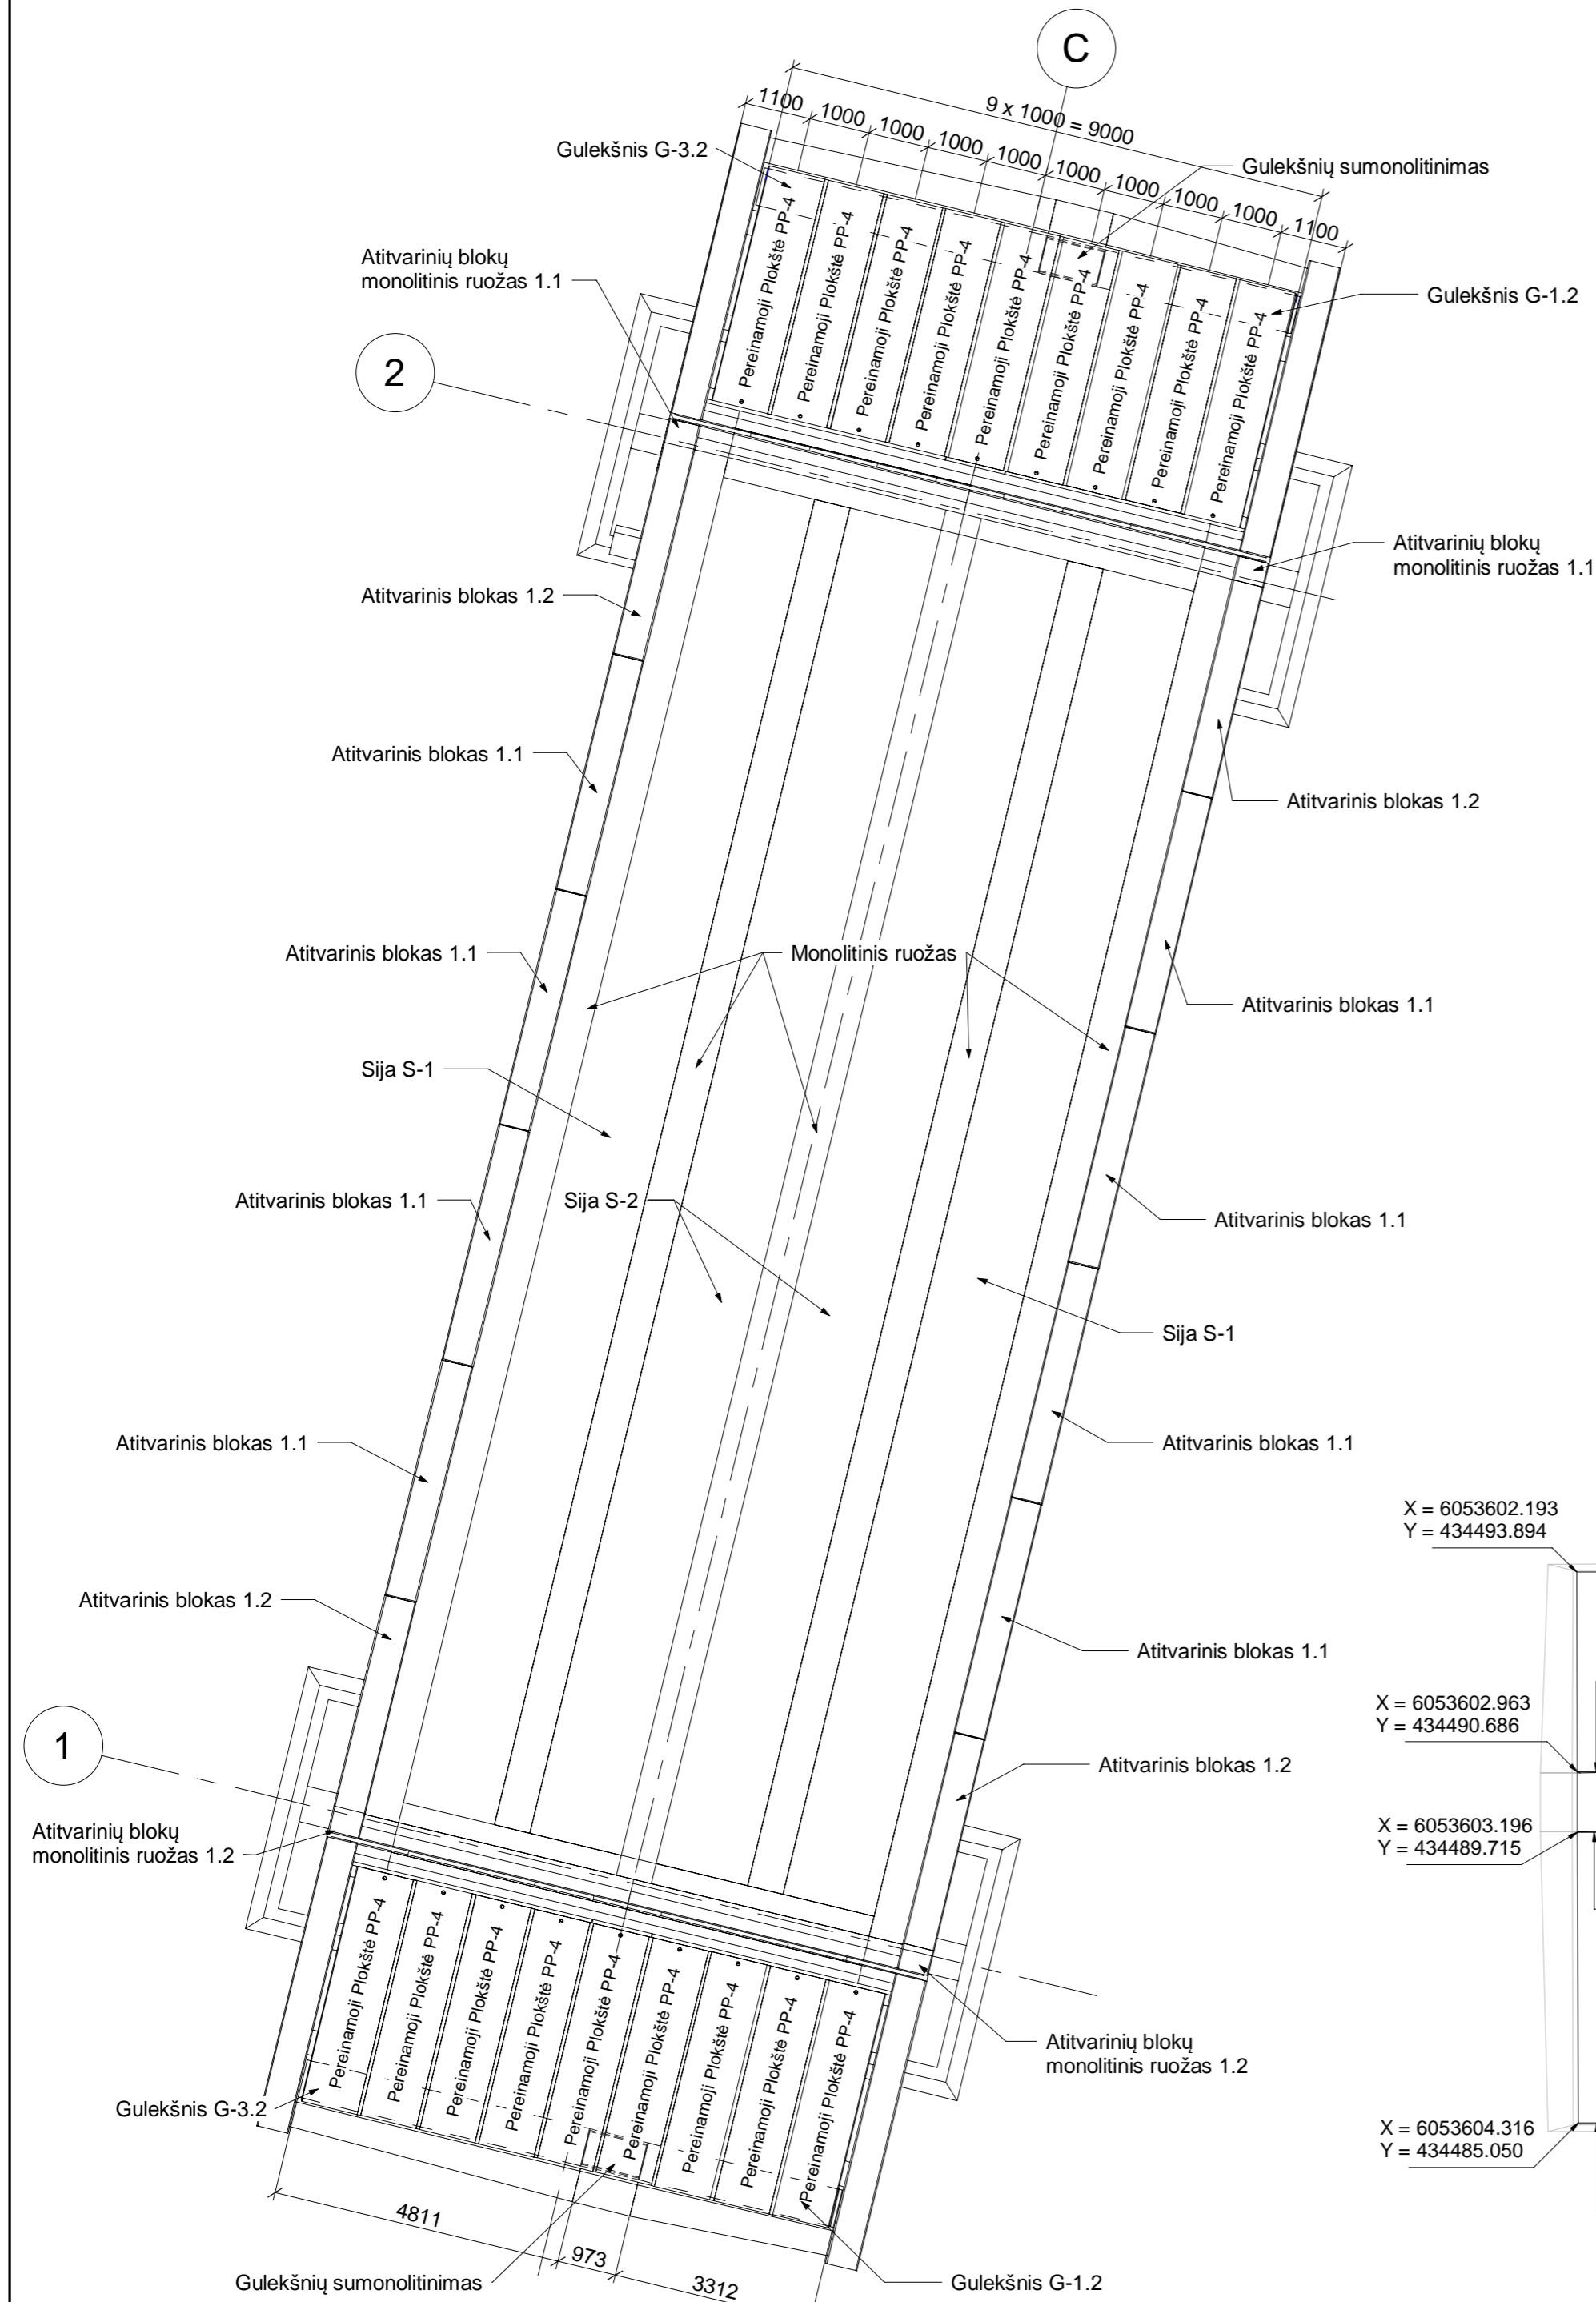 C
9 x 1000 = 9000
1100
1000
1000
1000
1000
1000
1000
1000
1000
1100
Gulekšnis G-3.2
Gulekšnių sumonolitinimas
Atitvarinių blokų
monolitinis ruožas 1.1
Gulekšnis G-1.2
2
Pereinamoji Plokštė PP-4
Pereinamoji Plokštė PP-4
Pereinamoji Plokštė PP-4
Pereinamoji Plokštė PP-4
Pereinamoji Plokštė PP-4
Pereinamoji Plokštė PP-4
Pereinamoji Plokštė PP-4
Pereinamoji Plokštė PP-4
Pereinamoji Plokštė PP-4
Atitvarinių blokų
monolitinis ruožas 1.1
Atitvarinis blokas 1.2
Atitvarinis blokas 1.1
Atitvarinis blokas 1.2
Atitvarinis blokas 1.1
Monolitinis ruožas
Atitvarinis blokas 1.1
Sija S-1
Atitvarinis blokas 1.1
Sija S-2
Atitvarinis blokas 1.1
Sija S-1
Atitvarinis blokas 1.1
Atitvarinis blokas 1.1
X = 6053602.193
Y = 434493.894
Atitvarinis blokas 1.2
Atitvarinis blokas 1.1
X = 6053602.963
Y = 434490.686
1
Atitvarinis blokas 1.2
Atitvarinių blokų
monolitinis ruožas 1.2
X = 6053603.196
Y = 434489.715
Pereinamoji Plokštė PP-4
Pereinamoji Plokštė PP-4
Pereinamoji Plokštė PP-4
Pereinamoji Plokštė PP-4
Pereinamoji Plokštė PP-4
Pereinamoji Plokštė PP-4
Pereinamoji Plokštė PP-4
Pereinamoji Plokštė PP-4
Pereinamoji Plokštė PP-4
Atitvarinių blokų
monolitinis ruožas 1.2
Gulekšnis G-3.2
X = 6053604.316
Y = 434485.050
4811
973
3312
Gulekšnių sumonolitinimas
Gulekšnis G-1.2